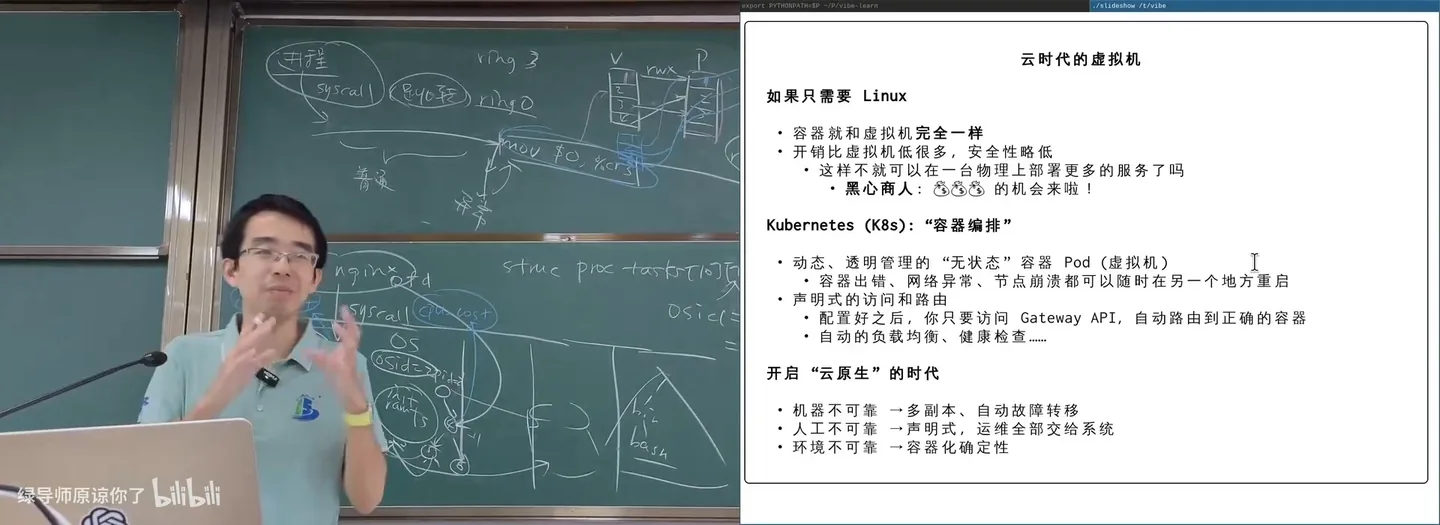 export PYTHONPATH=$P ~/P/vibe-learn
./slideshow /t/vibe
进程
syscall
ring 3
ring0
V
rwx
P
mov $0, %cr3
普通
异常
nginx
syscall
cpu cost
OS
struc proc tasks[10]
init
ram
fs
bin
bash
绿导师原谅你了 bilibili
云时代的虚拟机
如果只需要 Linux
• 容器就和虚拟机完全一样
• 开销比虚拟机低很多，安全性略低
• 这样不就可以在一台物理上部署更多的服务了吗
• 黑心商人：💰💰💰 的机会来啦！
Kubernetes (K8s): “容器编排”
• 动态、透明管理的 “无状态” 容器 Pod (虚拟机)
• 容器出错、网络异常、节点崩溃都可以随时在另一个地方重启
• 声明式的访问和路由
• 配置好之后，你只要访问 Gateway API，自动路由到正确的容器
• 自动的负载均衡、健康检查……
开启 “云原生” 的时代
• 机器不可靠 →多副本、自动故障转移
• 人工不可靠 →声明式，运维全部交给系统
• 环境不可靠 →容器化确定性